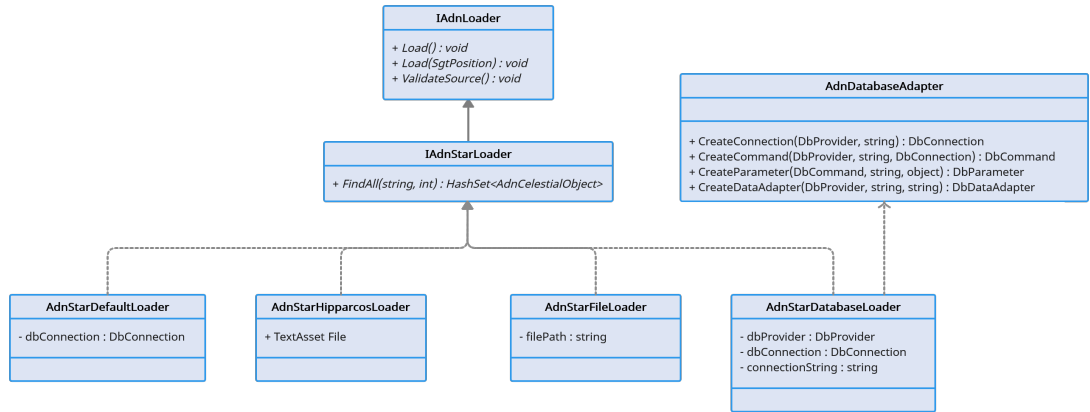 IAdnLoader
+ Load() : void
+ Load(SgtPosition) : void
+ ValidateSource() : void
AdnDatabaseAdapter
+ CreateConnection(DbProvider, string) : DbConnection
+ CreateCommand(DbProvider, string, DbConnection) : DbCommand
+ CreateParameter(DbCommand, string, object) : DbParameter
+ CreateDataAdapter(DbProvider, string, string) : DbDataAdapter
IAdnStarLoader
+ FindAll(string, int) : HashSet<AdnCelestialObject>
AdnStarDefaultLoader
- dbConnection : DbConnection
AdnStarHipparcosLoader
+ TextAsset File
AdnStarFileLoader
- filePath : string
AdnStarDatabaseLoader
- dbProvider : DbProvider
- dbConnection : DbConnection
- connectionString : string